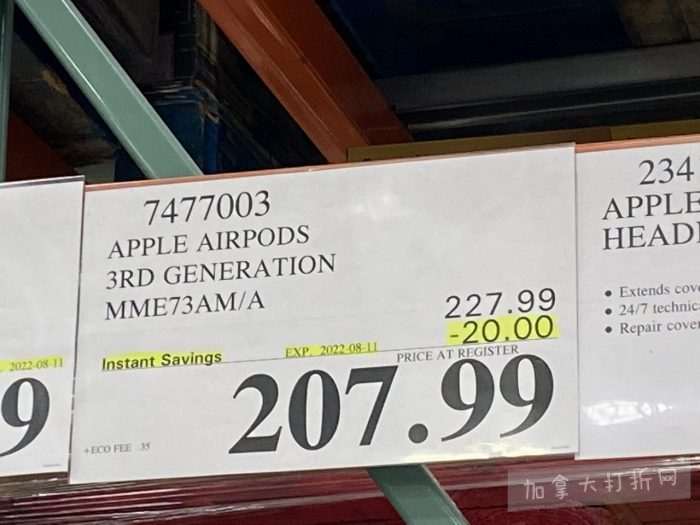 2022-08-11
9
7477003
APPLE AIRPODS
3RD GENERATION
MME73AM/A
227.99
-20.00
Instant Savings
EXP. 2022-08-11
PRICE AT REGISTER
207.99
+ECO FEE 35
234
APPLE
HEAD
• Extends cov
• 24/7 technic
• Repair cover
加拿大打折网